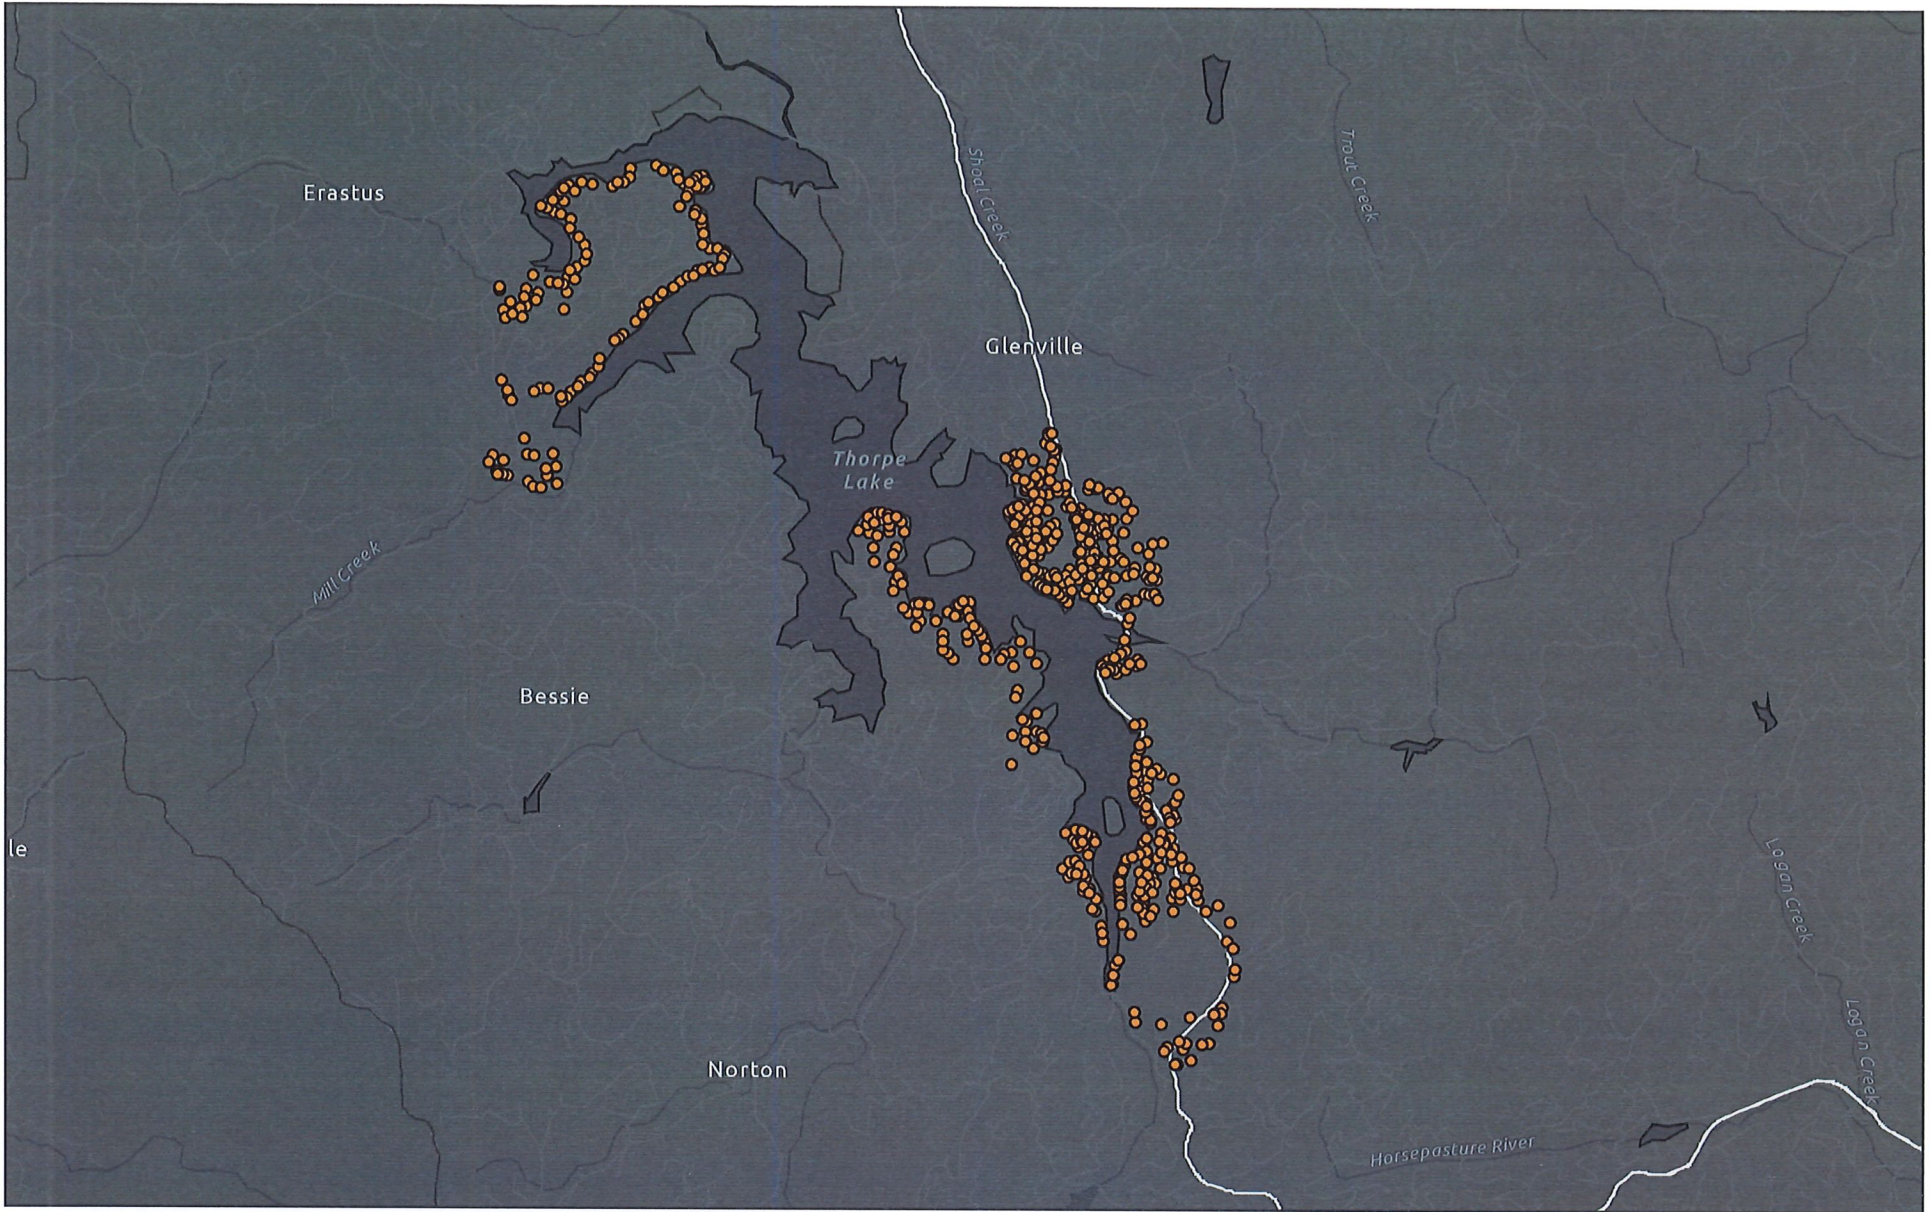 Erastus
Shoal Creek
Trout Creek
Glenville
Thorpe
Lake
Mill Creek
Bessie
le
Logan Creek
Logan Creek
Norton
Horsepasture River